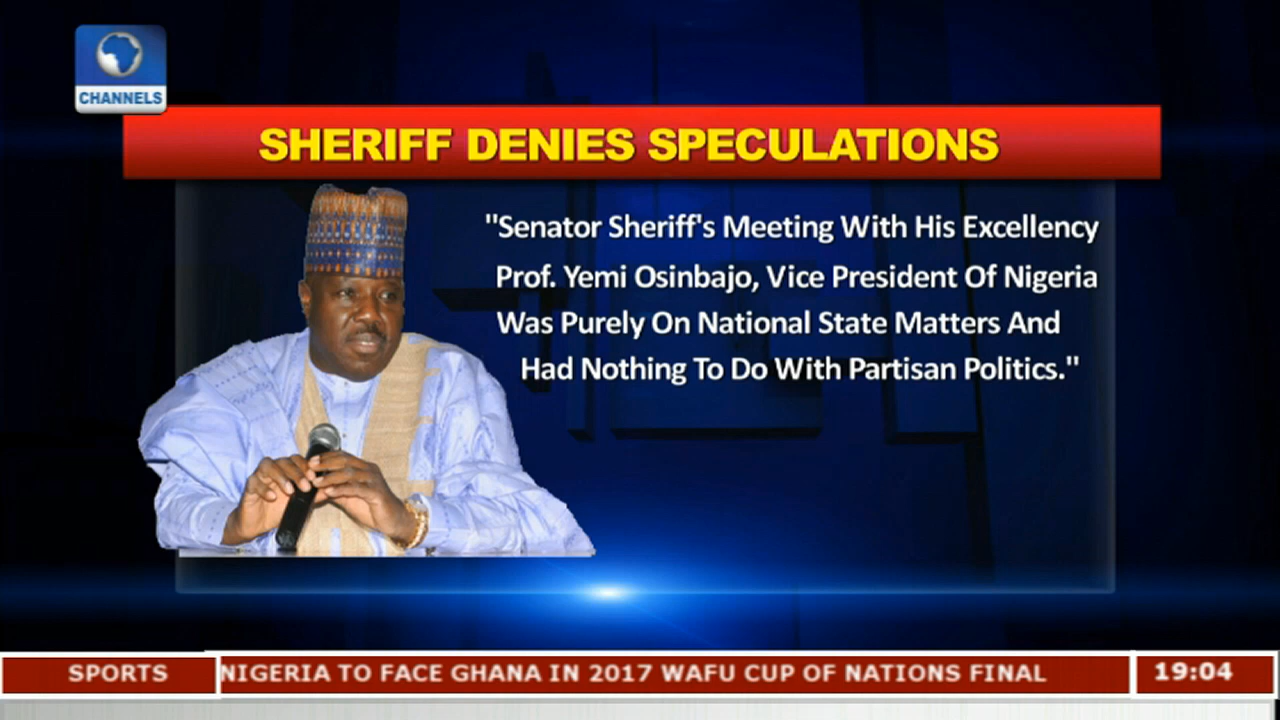 CHANNELS
SHERIFF DENIES SPECULATIONS
"Senator Sheriff's Meeting With His Excellency
Prof. Yemi Osinbajo, Vice President Of Nigeria
Was Purely On National State Matters And
Had Nothing To Do With Partisan Politics."
SPORTS
NIGERIA TO FACE GHANA IN 2017 WAFU CUP OF NATIONS FINAL
19:04